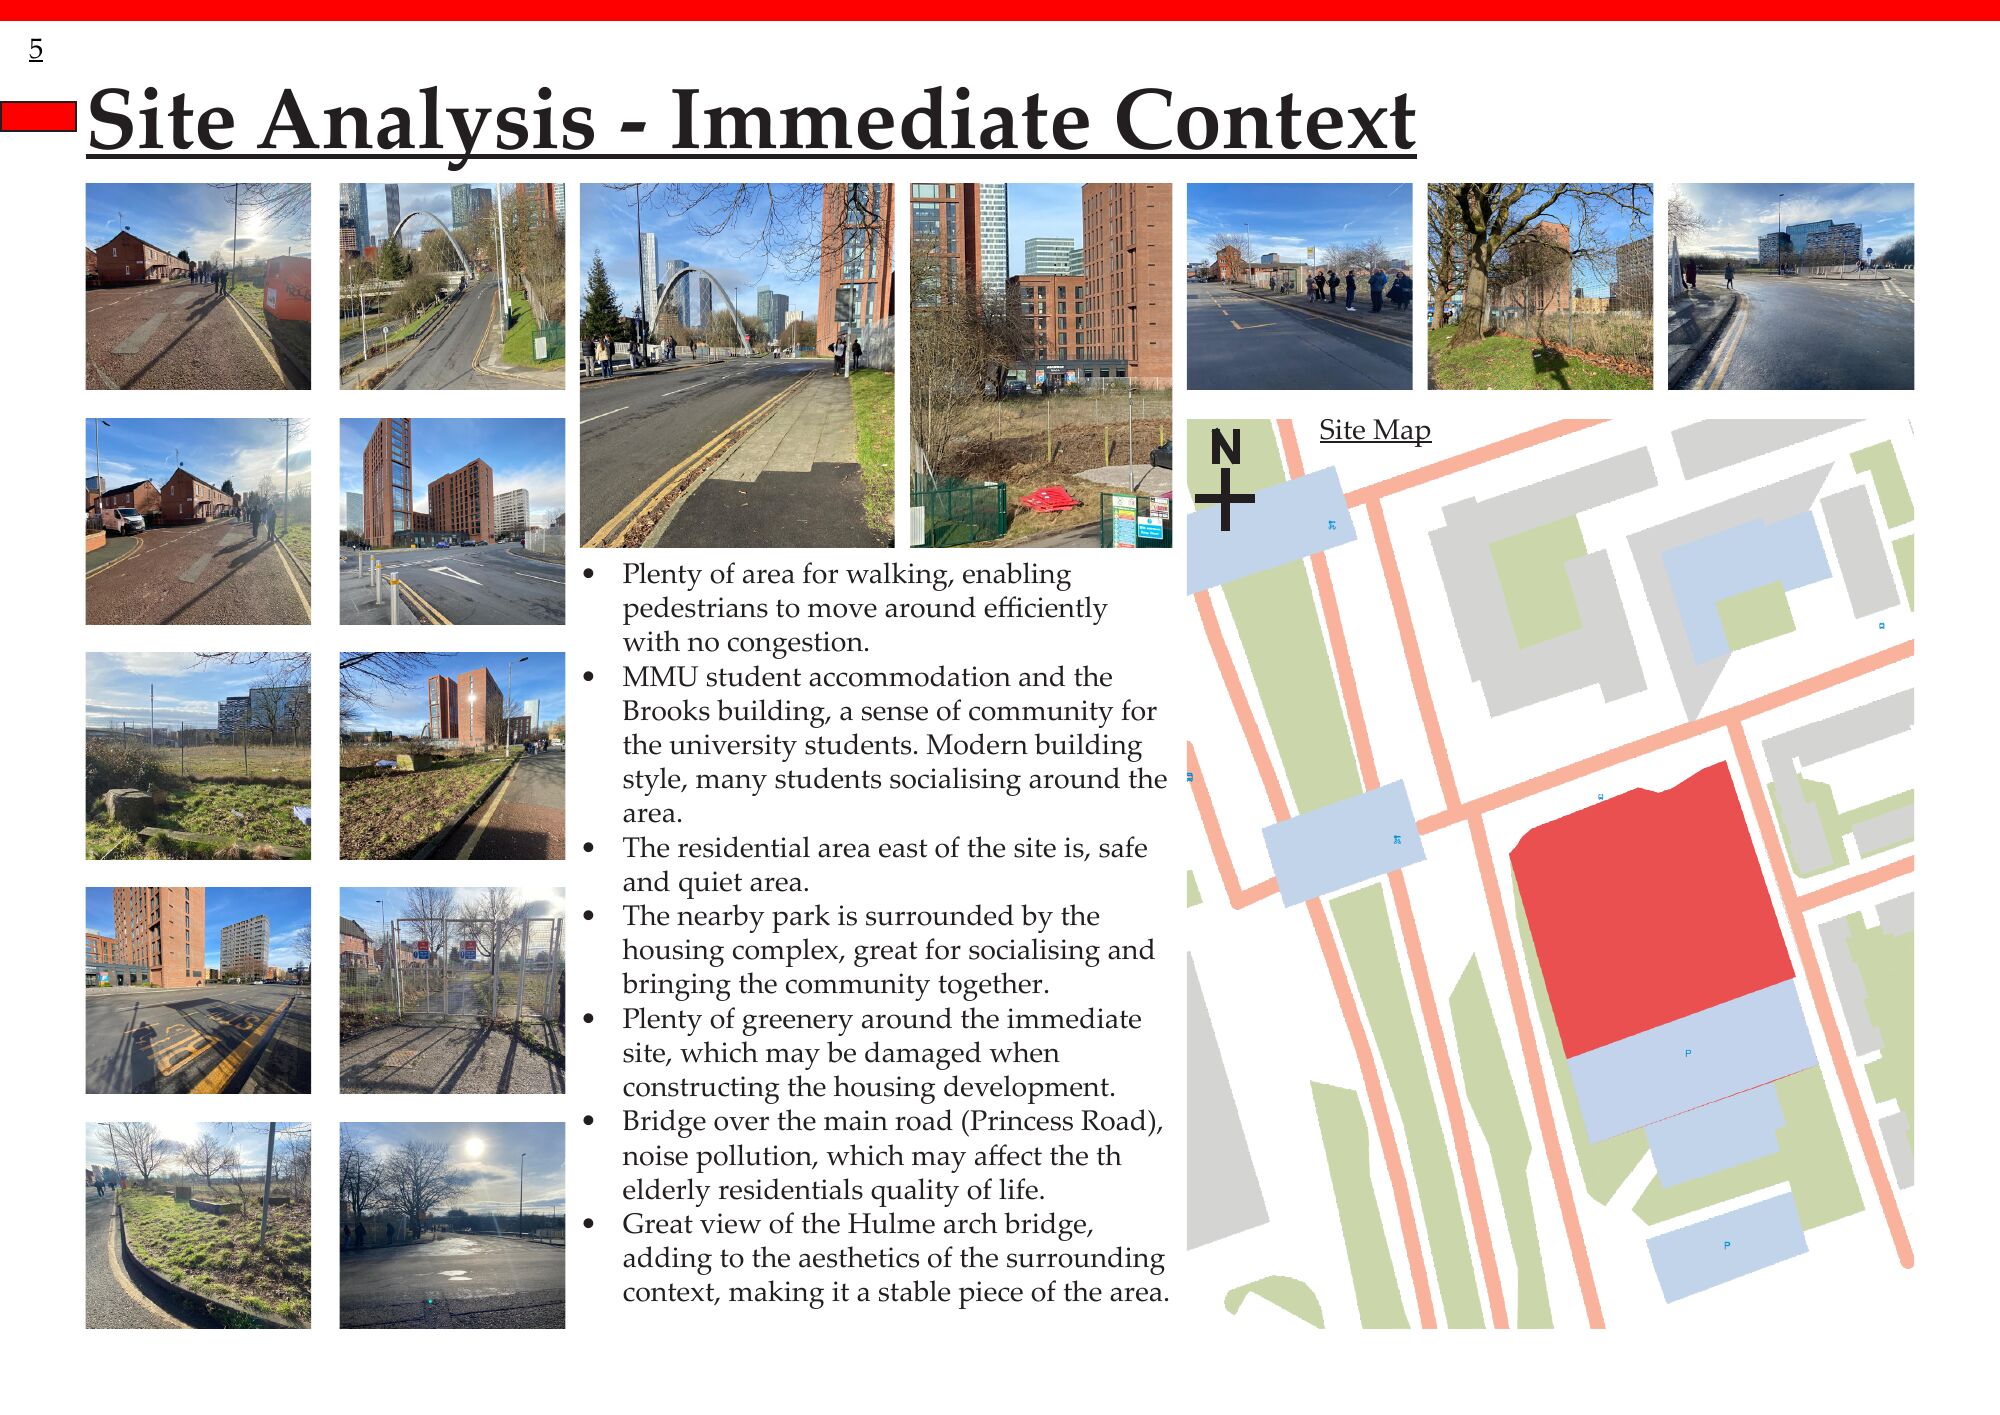 5
Site Analysis - Immediate Context
Site Map
N
• Plenty of area for walking, enabling
pedestrians to move around efficiently
with no congestion.
• MMU student accommodation and the
Brooks building, a sense of community for
the university students. Modern building
style, many students socialising around the
area.
• The residential area east of the site is, safe
and quiet area.
• The nearby park is surrounded by the
housing complex, great for socialising and
bringing the community together.
• Plenty of greenery around the immediate
site, which may be damaged when
constructing the housing development.
• Bridge over the main road (Princess Road),
noise pollution, which may affect the th
elderly residentials quality of life.
• Great view of the Hulme arch bridge,
adding to the aesthetics of the surrounding
context, making it a stable piece of the area.
P
P